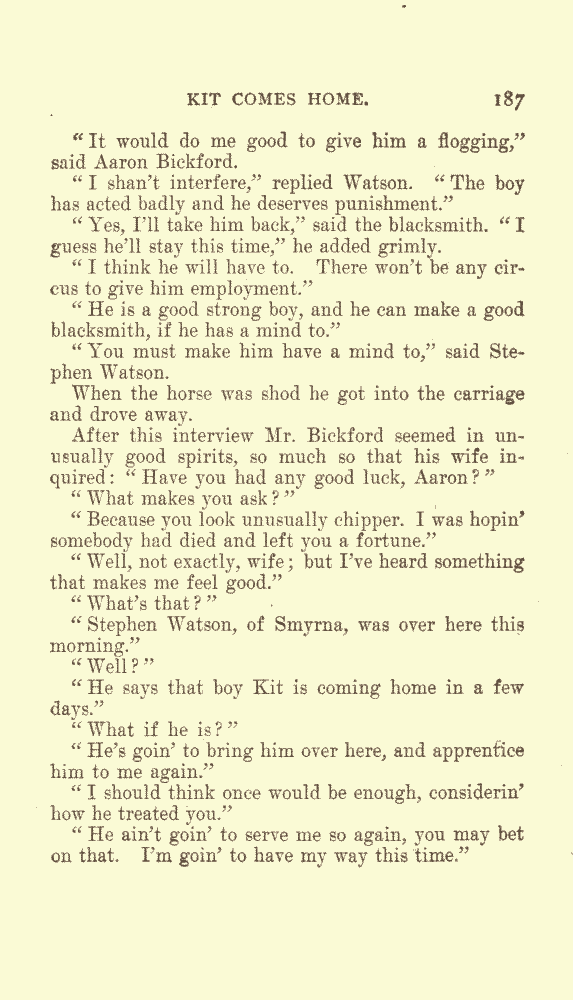 KIT COMES HOME. 187
“It would do me good to give him a flogging,”
said Aaron Bickford.
“I shan’t interfere,” replied Watson. “The boy
has acted badly and he deserves punishment.”
“Yes, I’ll take him back,” said the blacksmith. “I
guess he’ll stay this time,” he added grimly.
“I think he will have to. There won’t be any cir-
cus to give him employment.”
“He is a good strong boy, and he can make a good
blacksmith, if he has a mind to.”
“You must make him have a mind to,” said Ste-
phen Watson.
When the horse was shod he got into the carriage
and drove away.
After this interview Mr. Bickford seemed in un-
usually good spirits, so much so that his wife in-
quired: “Have you had any good luck, Aaron?”
“What makes you ask?”
“Because you look unusually chipper. I was hopin’
somebody had died and left you a fortune.”
“Well, not exactly, wife; but I’ve heard something
that makes me feel good.”
“What’s that?”
“Stephen Watson, of Smyrna, was over here this
morning.”
“Well?”
“He says that boy Kit is coming home in a few
days.”
“What if he is?”
“He’s goin’ to bring him over here, and apprentice
him to me again.”
“I should think once would be enough, considerin’
how he treated you.”
“He ain’t goin’ to serve me so again, you may bet
on that. I’m goin’ to have my way this time.”